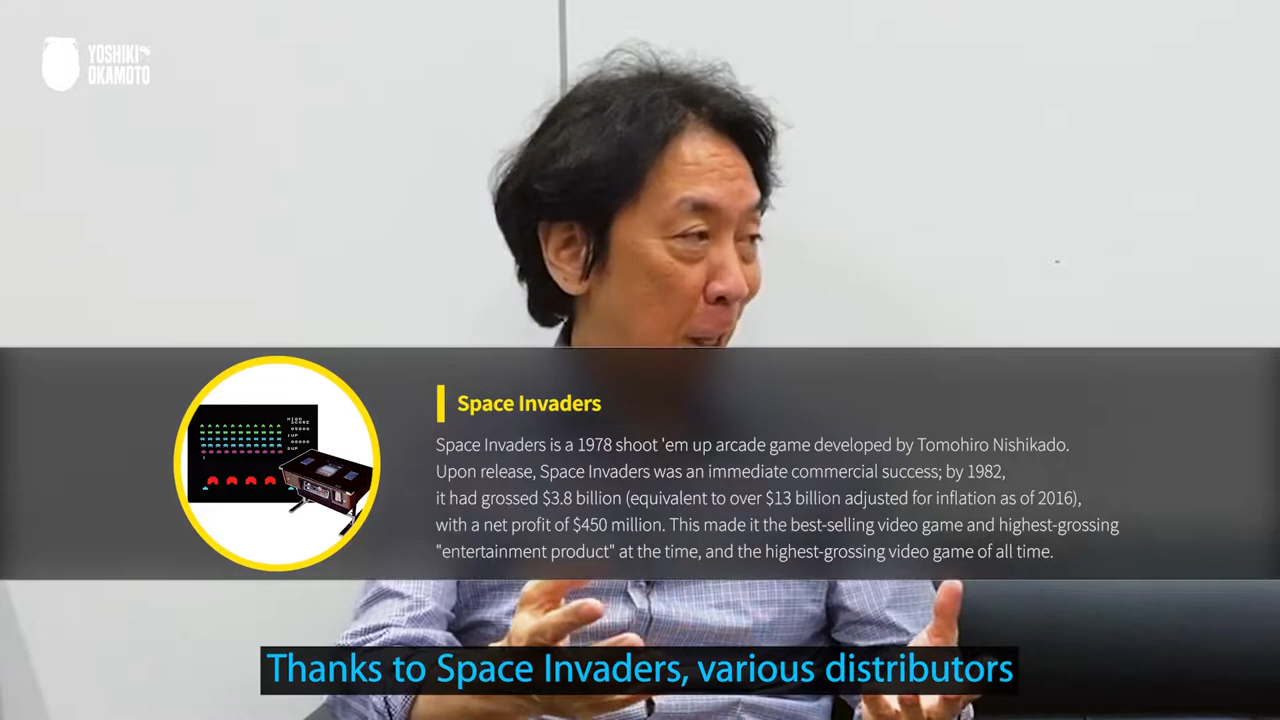 YOSHIKI
OKAMOTO
HIGH
SCORE
1UP
2UP
Space Invaders
Space Invaders is a 1978 shoot 'em up arcade game developed by Tomohiro Nishikado.
Upon release, Space Invaders was an immediate commercial success; by 1982,
it had grossed $3.8 billion (equivalent to over $13 billion adjusted for inflation as of 2016),
with a net profit of $450 million. This made it the best-selling video game and highest-grossing
"entertainment product" at the time, and the highest-grossing video game of all time.
Thanks to Space Invaders, various distributors